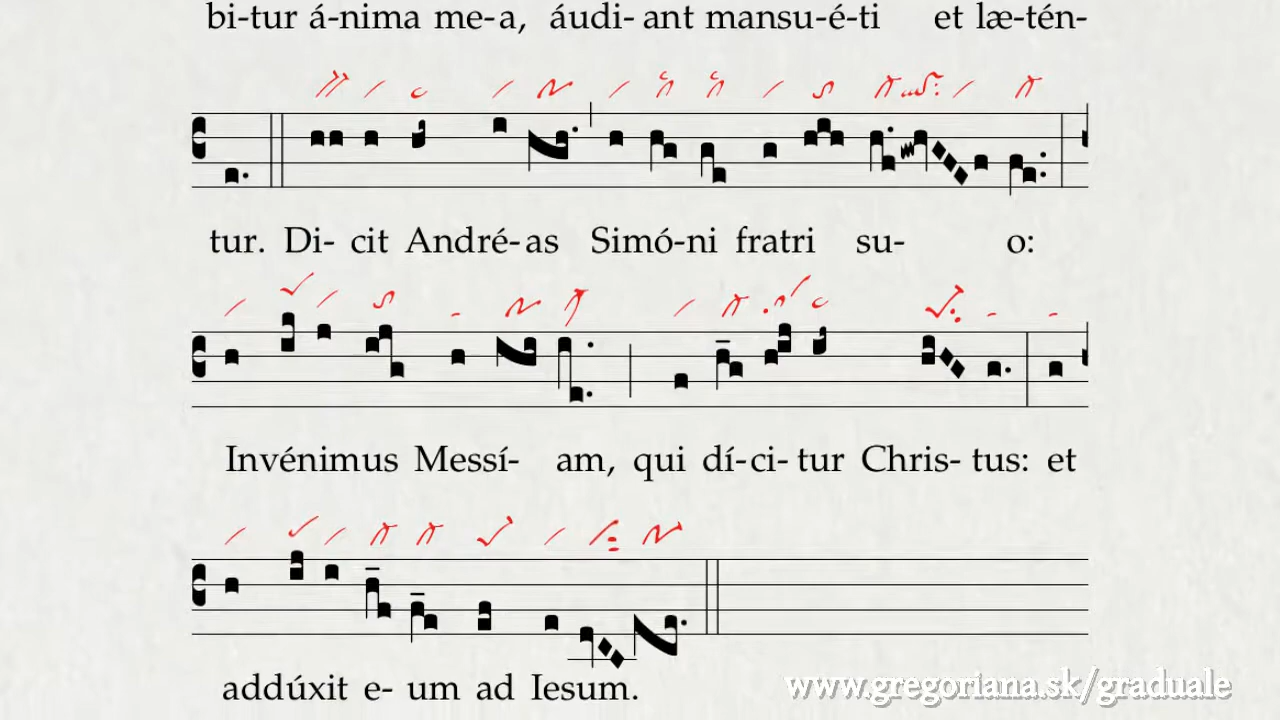 bi-tur á-nima me-a, áudi-ant mansu-é-ti et læ-tén-
tur. Di-cit André-as Simó-ni fratri su-o:
Invénimus Messí-am, qui dí-ci-tur Chris-tus: et
addúxit e-um ad Iesum.
www.gregoriana.sk/graduale